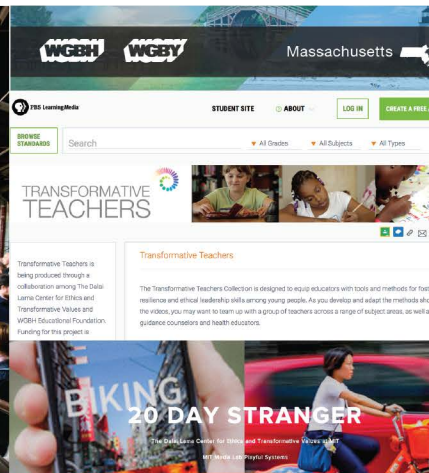 WGBH WGBY Massachusetts
PBS LearningMedia STUDENT SITE ABOUT LOG IN CREATE A FREE
BROWSE STANDARDS Search All Grades All Subjects All Types
TRANSFORMATIVE
TEACHERS
Transformative Teachers is
being produced through a
collaboration among The Dalai
Lama Center for Ethics and
Transformative Values and
WGBH Educational Foundation.
Funding for this project is
Transformative Teachers
The Transformative Teachers Collection is designed to equip educators with tools and methods for fost
resilience and ethical leadership skills among young people. As you develop and adapt the methods sho
the videos, you may want to team up with a group of teachers across a range of subject areas, as well a
guidance counselors and health educators.
BIKING
20 DAY STRANGER
The Dalai Lama Center for Ethics and Transformative Values at MIT
MIT Media Lab Playful Systems